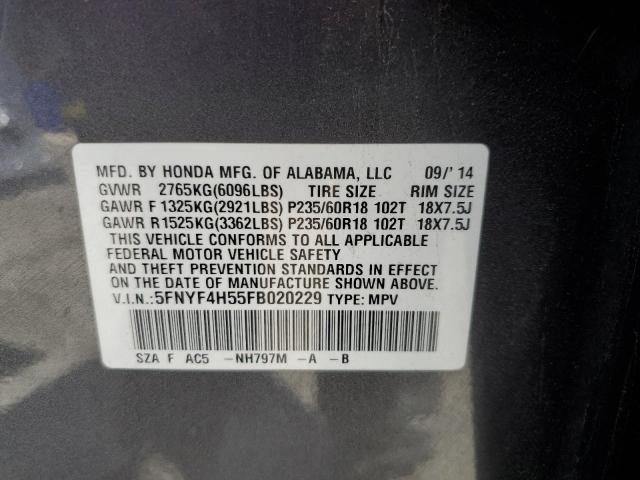 MFD. BY HONDA MFG. OF ALABAMA, LLC 09/' 14
GVWR 2765KG(6096LBS) TIRE SIZE RIM SIZE
GAWR F 1325KG(2921LBS) P235/60R18 102T 18X7.5J
GAWR R1525KG(3362LBS) P235/60R18 102T 18X7.5J
THIS VEHICLE CONFORMS TO ALL APPLICABLE
FEDERAL MOTOR VEHICLE SAFETY
AND THEFT PREVENTION STANDARDS IN EFFECT
ON THE DATE OF MANUFACTURE SHOWN ABOVE.
V.I.N.:5FNYF4H55FB020229 TYPE: MPV
SZA F AC5 -NH797M -A -B